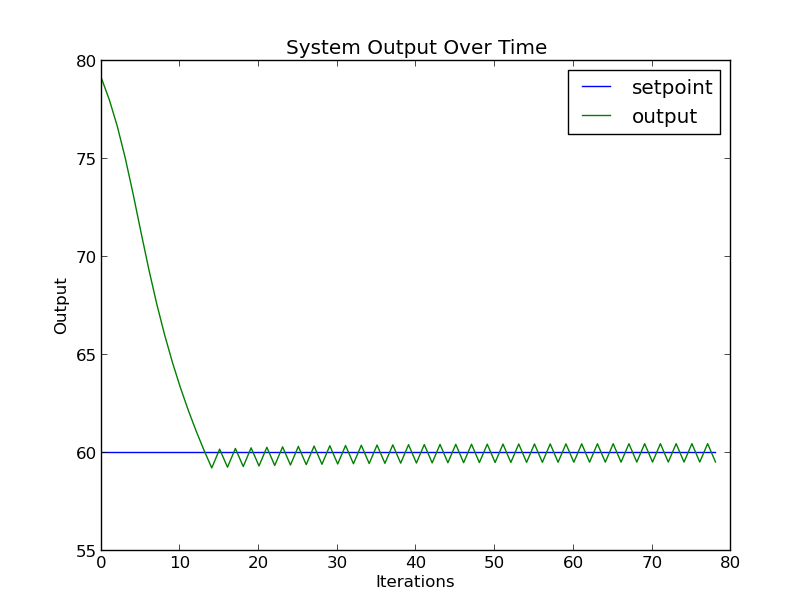 System Output Over Time
setpoint
output
80
75
70
65
60
55
Output
0 10 20 30 40 50 60 70 80
Iterations